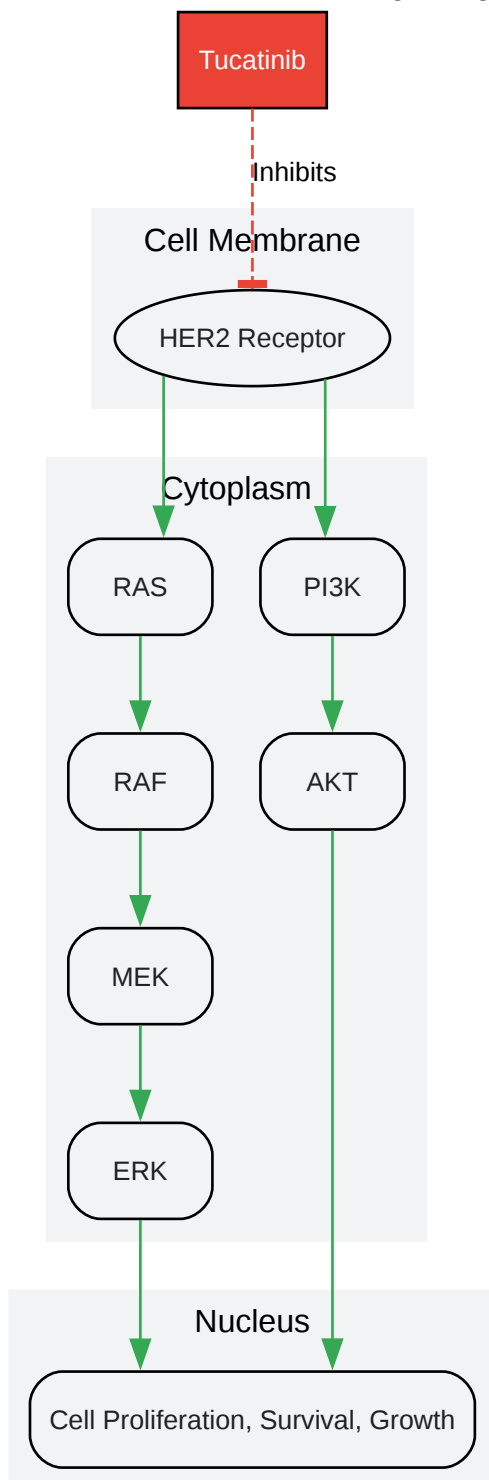 Tucatinib
Inhibits
Cell Membrane
HER2 Receptor
Cytoplasm
RAS
PI3K
RAF
AKT
MEK
ERK
Nucleus
Cell Proliferation, Survival, Growth